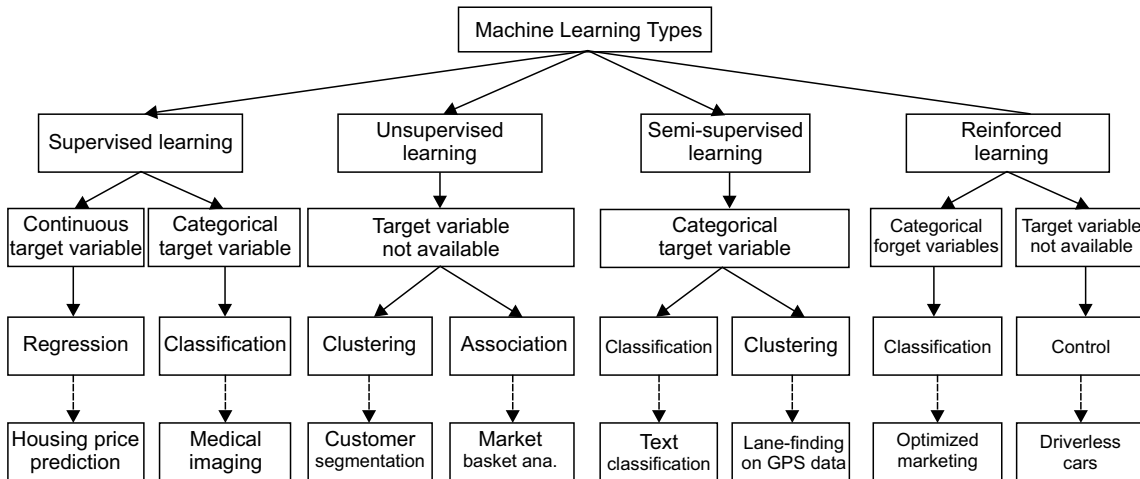 Machine Learning Types
Supervised learning
Unsupervised
learning
Semi-supervised
learning
Reinforced
learning
Continuous
target variable
Categorical
target variable
Target variable
not available
Categorical
target variable
Categorical
forget variables
Target variable
not available
Regression
Classification
Clustering
Association
Classification
Clustering
Classification
Control
Housing price
prediction
Medical
imaging
Customer
segmentation
Market
basket ana.
Text
classification
Lane-finding
on GPS data
Optimized
marketing
Driverless
cars